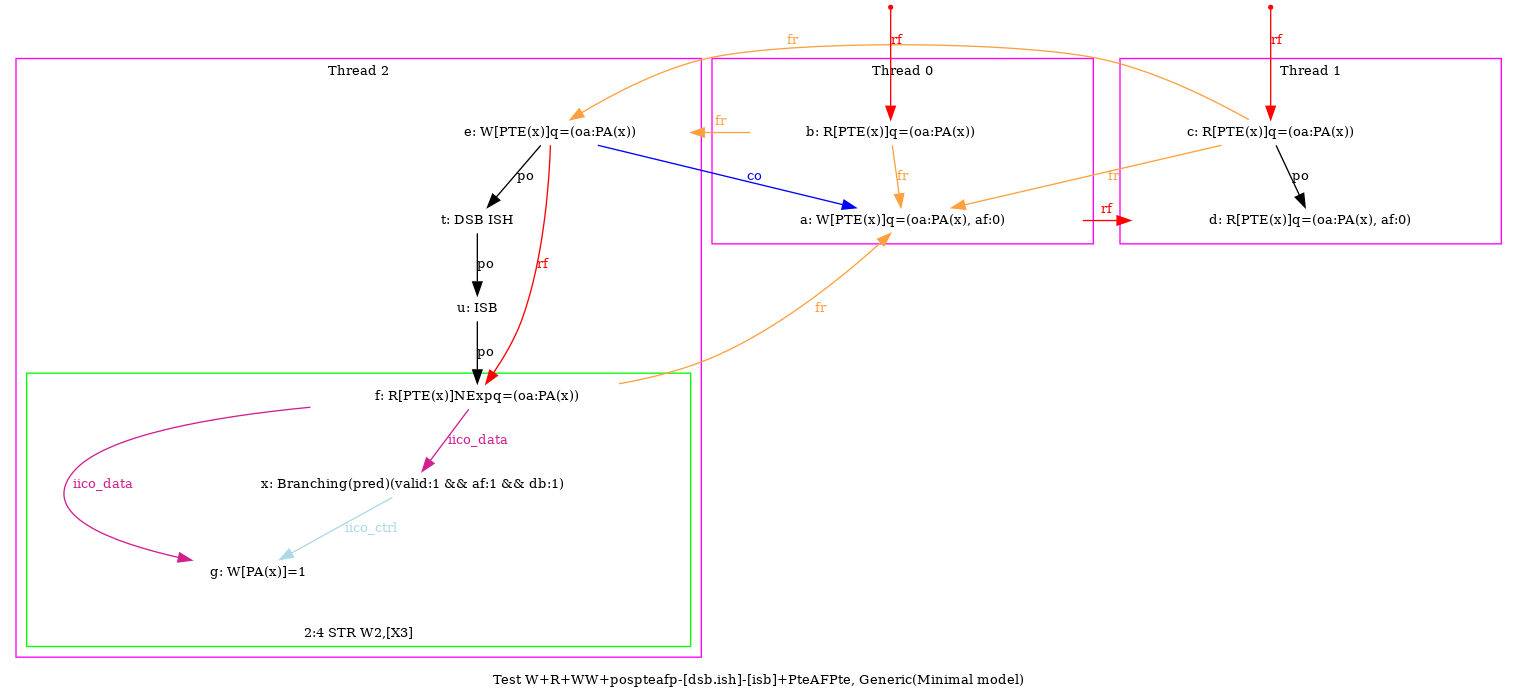 rf
rf
fr
Thread 2
Thread 0
Thread 1
fr
e: W[PTE(x)]q=(oa:PA(x))
b: R[PTE(x)]q=(oa:PA(x))
c: R[PTE(x)]q=(oa:PA(x))
po
co
fr
fr
po
t: DSB ISH
a: W[PTE(x)]q=(oa:PA(x), af:0)
rf
d: R[PTE(x)]q=(oa:PA(x), af:0)
po
rf
u: ISB
fr
po
f: R[PTE(x)]NExpq=(oa:PA(x))
iico_data
iico_data
x: Branching(pred)(valid:1 && af:1 && db:1)
iico_ctrl
g: W[PA(x)]=1
2:4 STR W2,[X3]
Test W+R+WW+pospteafp-[dsb.ish]-[isb]+PteAFPte, Generic(Minimal model)